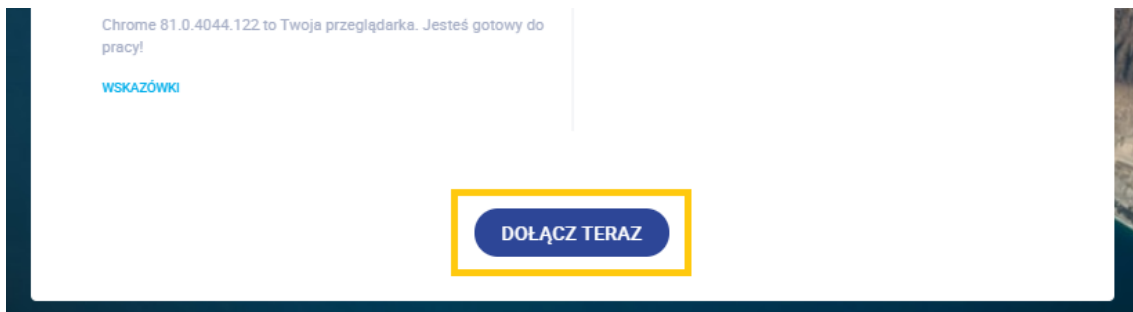 Chrome 81.0.4044.122 to Twoja przeglądarka. Jesteś gotowy do
pracy!
WSKAZÓWKI
DOŁĄCZ TERAZ